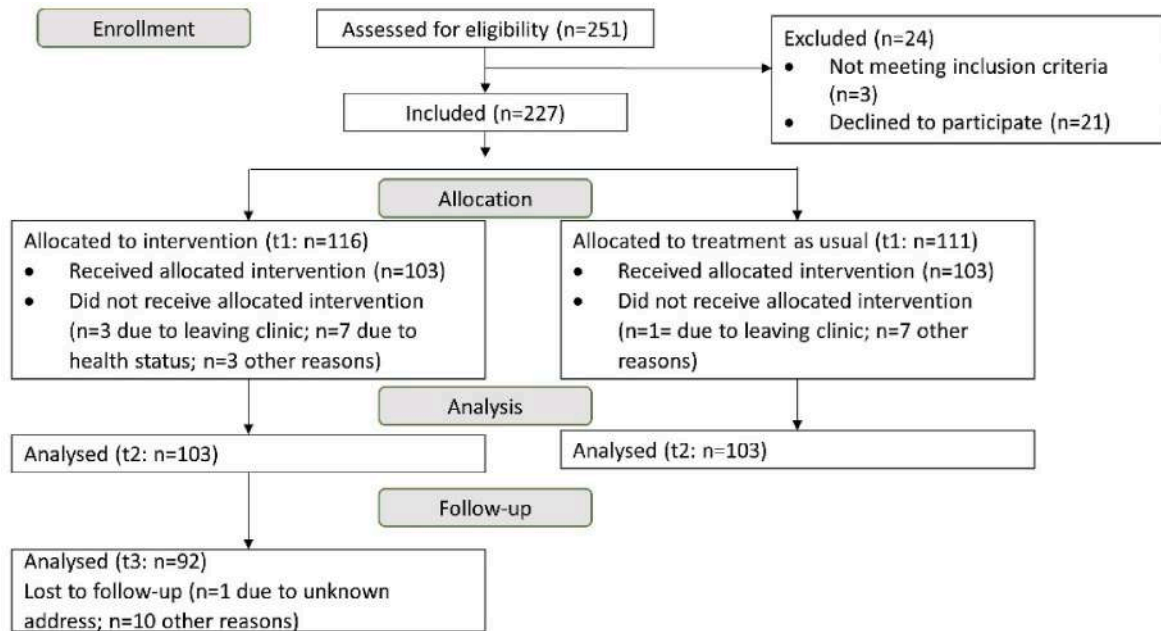 Enrollment
Assessed for eligibility (n=251)
Excluded (n=24)
• Not meeting inclusion criteria
(n=3)
• Declined to participate (n=21)
Included (n=227)
Allocation
Allocated to intervention (t1: n=116)
• Received allocated intervention (n=103)
• Did not receive allocated intervention
(n=3 due to leaving clinic; n=7 due to
health status; n=3 other reasons)
Allocated to treatment as usual (t1: n=111)
• Received allocated intervention (n=103)
• Did not receive allocated intervention
(n=1= due to leaving clinic; n=7 other
reasons)
Analysis
Analysed (t2: n=103)
Analysed (t2: n=103)
Follow-up
Analysed (t3: n=92)
Lost to follow-up (n=1 due to unknown
address; n=10 other reasons)